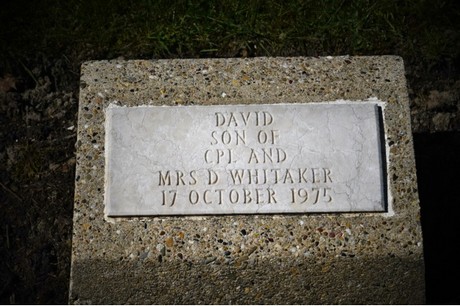 DAVID
SON OF
CPL AND
MRS D WHITAKER
17 OCTOBER 1975